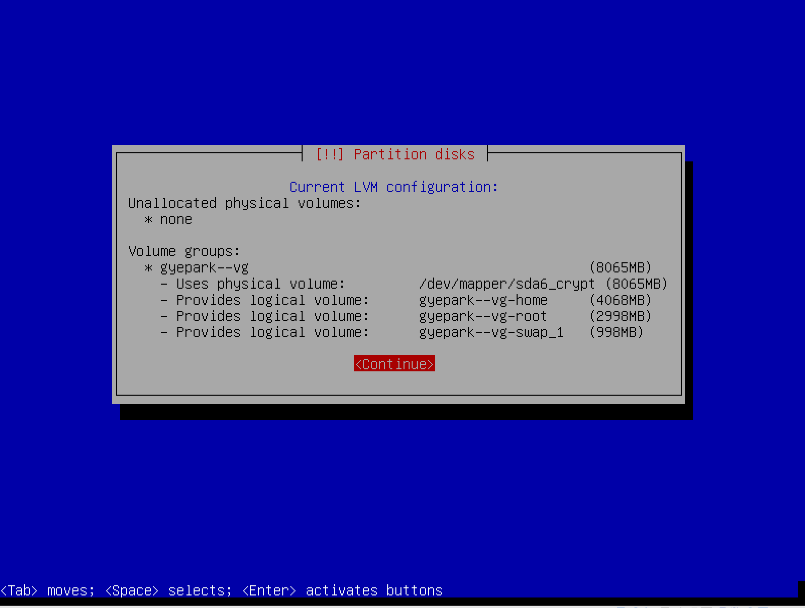 [!!] Partition disks
Current LVM configuration:
Unallocated physical volumes:
* none
Volume groups:
* gyepark--vg (8065MB)
- Uses physical volume: /dev/mapper/sda6_crypt (8065MB)
- Provides logical volume: gyepark--vg-home (4068MB)
- Provides logical volume: gyepark--vg-root (2998MB)
- Provides logical volume: gyepark--vg-swap_1 (998MB)
<Continue>
<Tab> moves; <Space> selects; <Enter> activates buttons